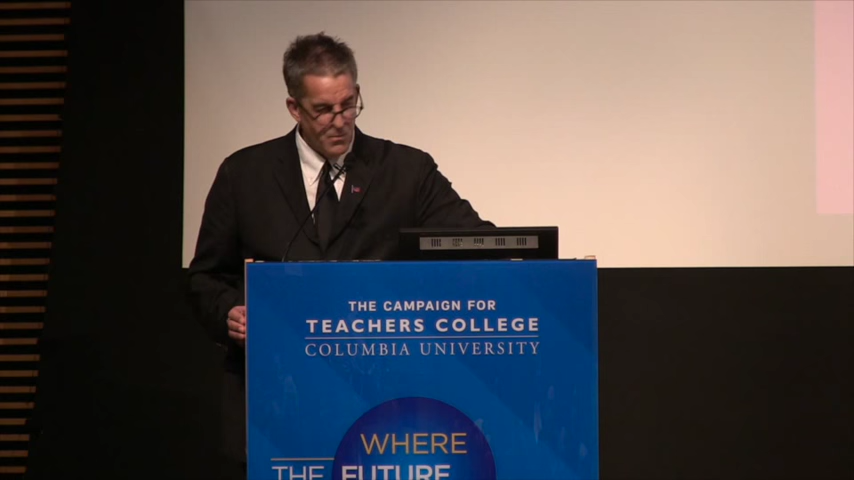 THE CAMPAIGN FOR
TEACHERS COLLEGE
COLUMBIA UNIVERSITY
WHERE
THE FUTURE